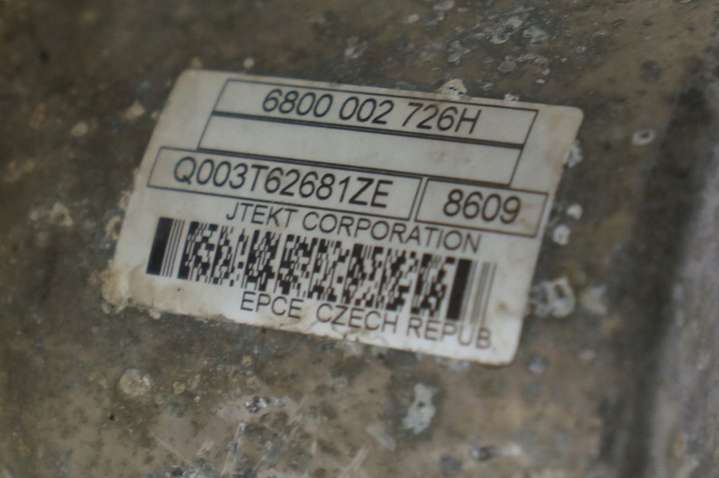 6800 002 726H
Q003T62681ZE 8609
JTEKT CORPORATION
EPCE CZECH REPUB.